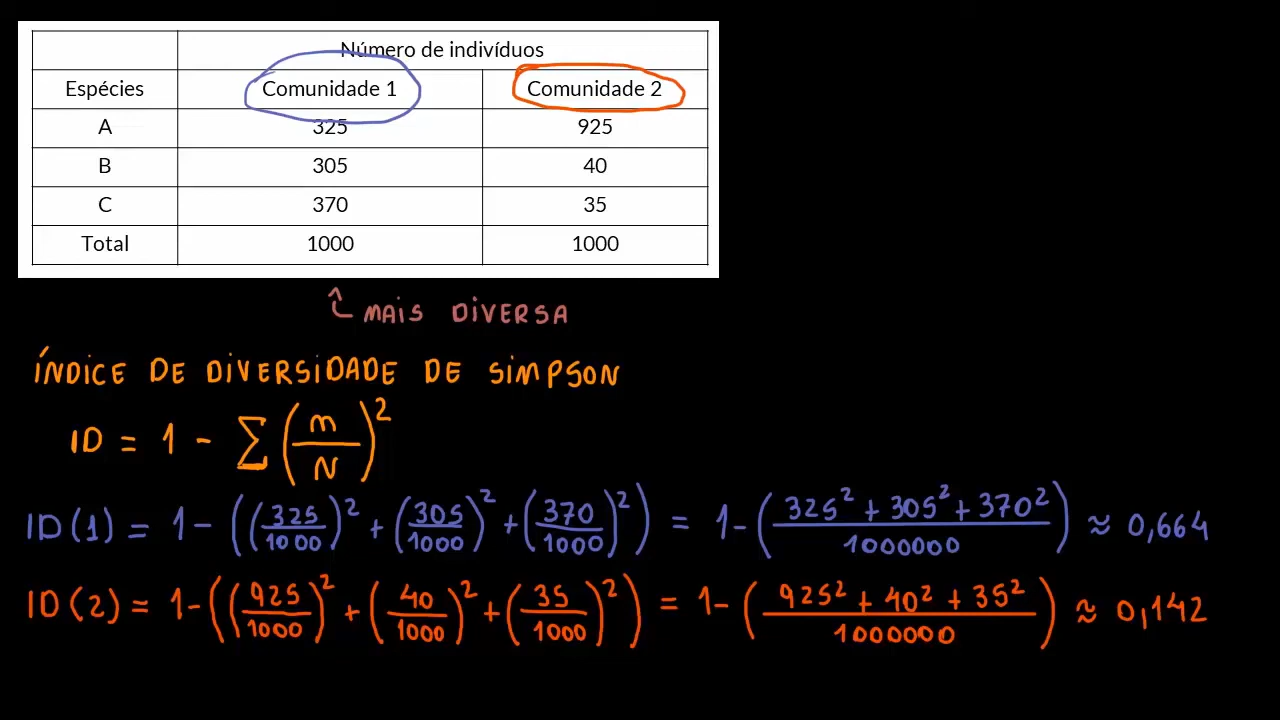 Número de indivíduos
Espécies Comunidade 1 Comunidade 2
A 325 925
B 305 40
C 370 35
Total 1000 1000
MAIS DIVERSA
ÍNDICE DE DIVERSIDADE DE SIMPSON
ID = 1 - ∑ (n/N)²
ID(1) = 1 - ((325/1000)² + (305/1000)² + (370/1000)²) = 1 - (325² + 305² + 370²/1000000) ≈ 0,664
ID(2) = 1 - ((925/1000)² + (40/1000)² + (35/1000)²) = 1 - (925² + 40² + 35²/1000000) ≈ 0,142